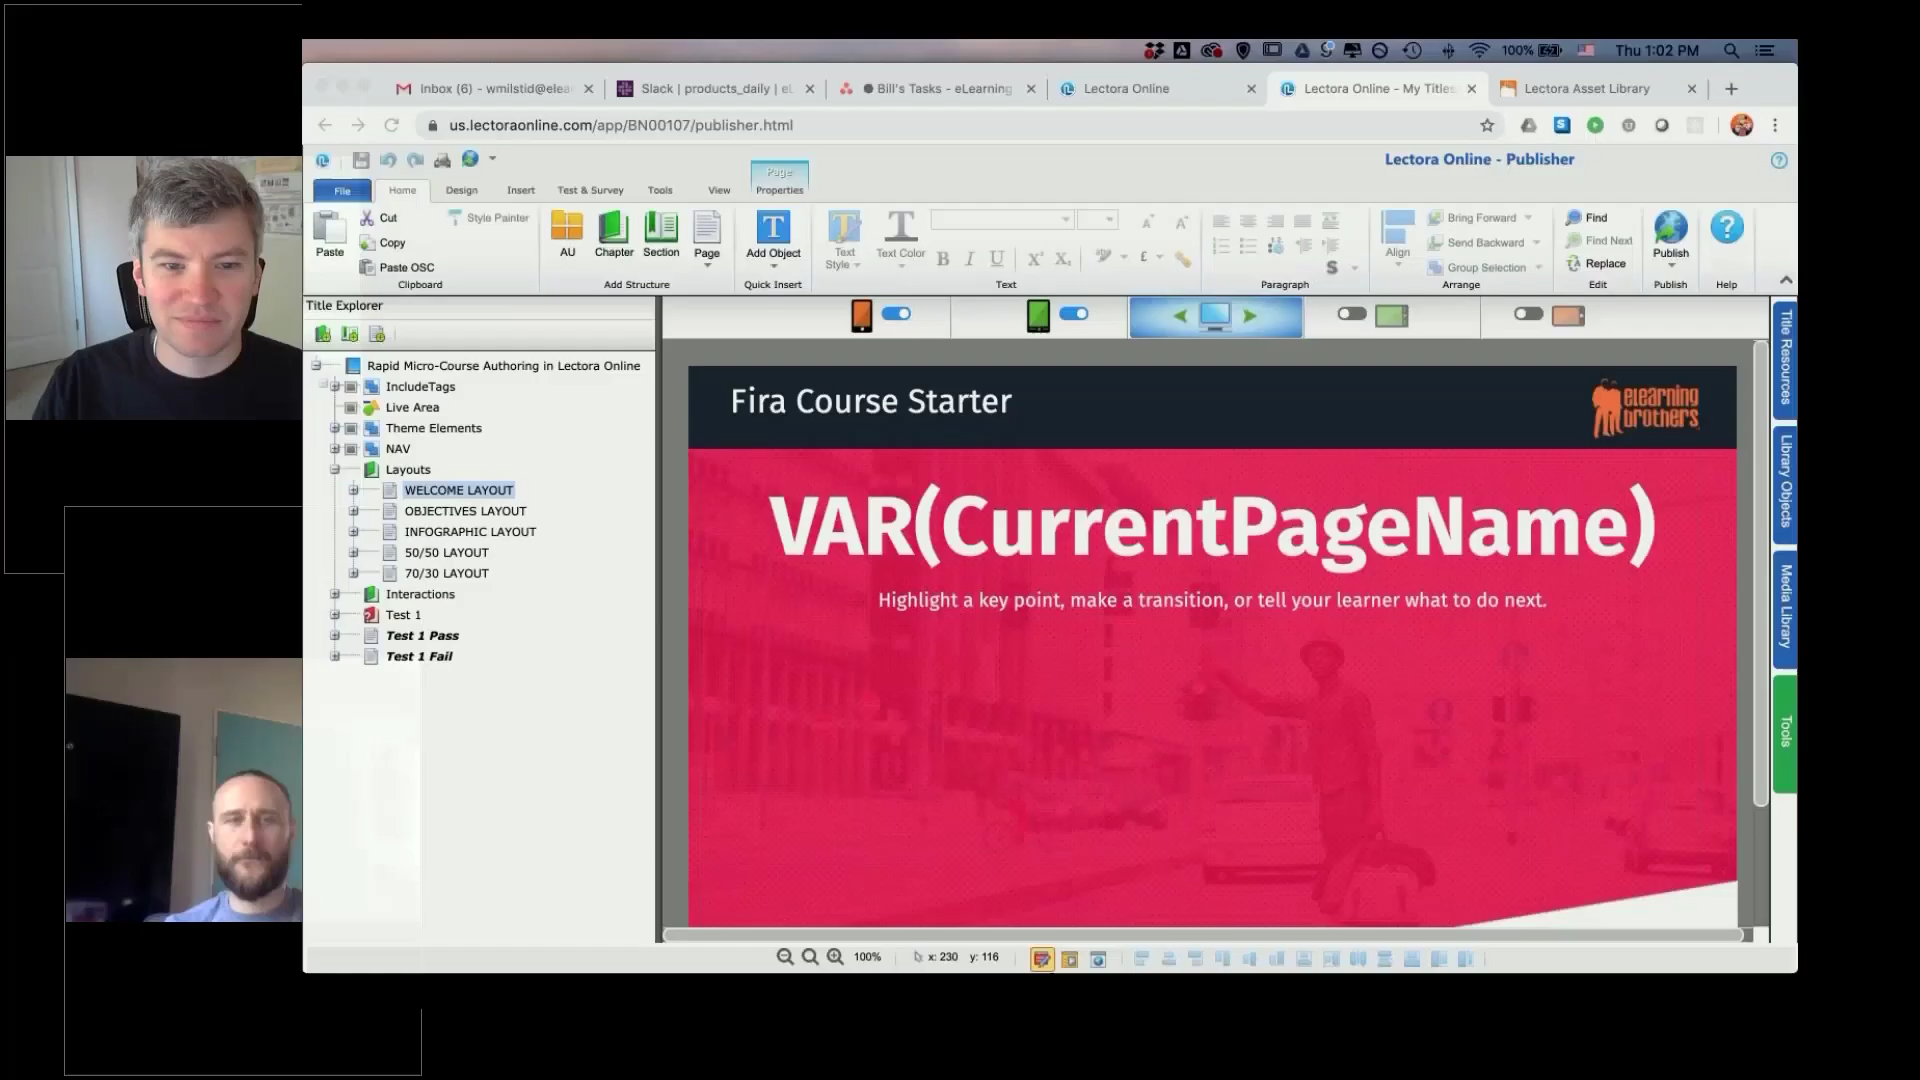 100%
Thu 1:02 PM
Inbox (6) - wmilstid@elea
Slack | products_daily | eL
Bill's Tasks - eLearning
Lectora Online
Lectora Online - My Titles
Lectora Asset Library
us.lectoraonline.com/app/BN00107/publisher.html
Lectora Online - Publisher
File
Home
Design
Insert
Test & Survey
Tools
View
Page
Properties
Paste
Cut
Copy
Paste OSC
Style Painter
Clipboard
AU
Chapter
Section
Page
Add Structure
Add Object
Quick Insert
Text
Style
Text Color
B I U X² X₂
Text
Paragraph
Align
Bring Forward
Send Backward
Group Selection
Arrange
Find
Find Next
Replace
Edit
Publish
Publish
Help
Title Explorer
Rapid Micro-Course Authoring in Lectora Online
IncludeTags
Live Area
Theme Elements
NAV
Layouts
WELCOME LAYOUT
OBJECTIVES LAYOUT
INFOGRAPHIC LAYOUT
50/50 LAYOUT
70/30 LAYOUT
Interactions
Test 1
Test 1 Pass
Test 1 Fail
Fira Course Starter
elearning
brothers
VAR(CurrentPageName)
Highlight a key point, make a transition, or tell your learner what to do next.
Title Resources
Library Objects
Media Library
Tools
100%
x: 230 y: 116